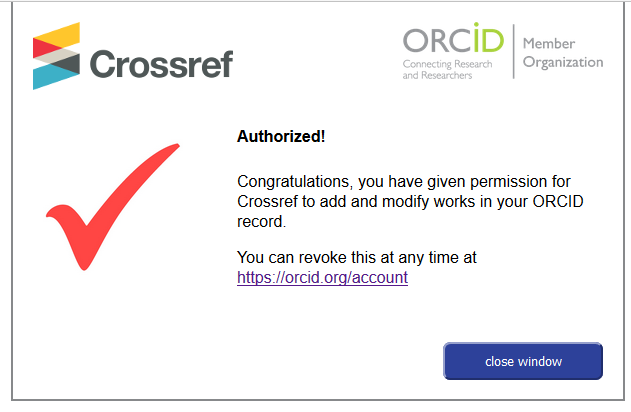 Crossref
ORCID
Connecting Research
and Researchers
Member
Organization
Authorized!
Congratulations, you have given permission for
Crossref to add and modify works in your ORCID
record.
You can revoke this at any time at
https://orcid.org/account
close window